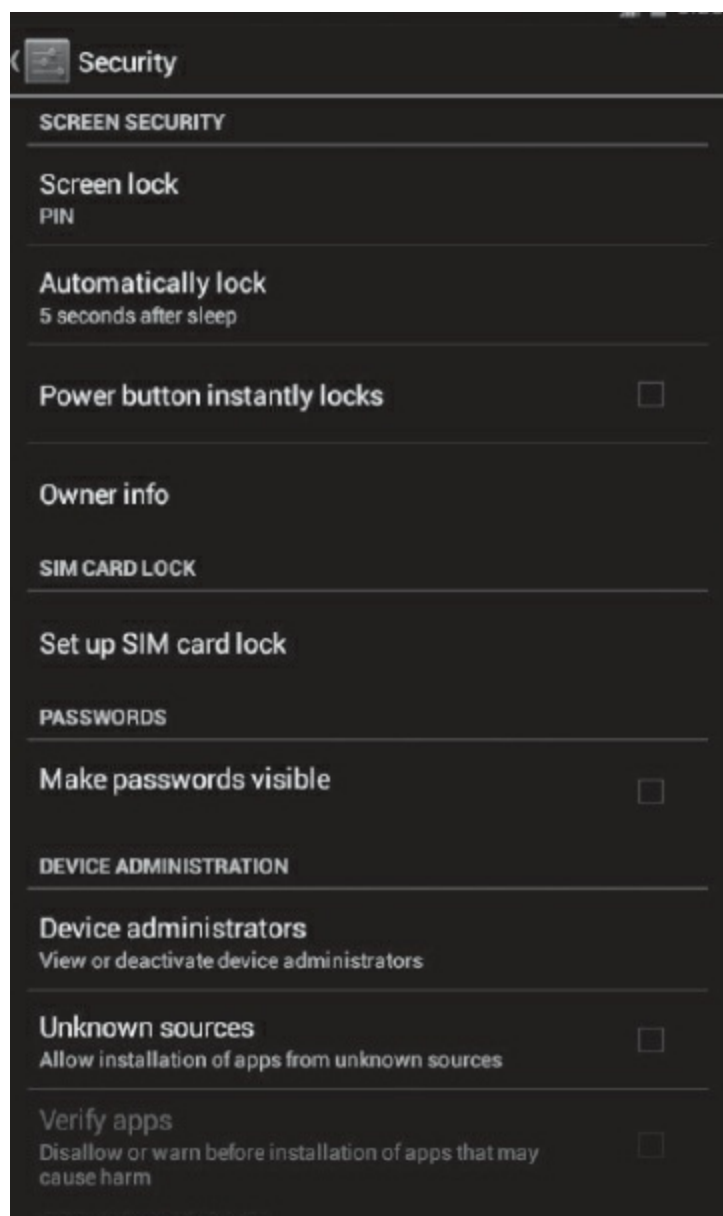 Security
SCREEN SECURITY
Screen lock
PIN
Automatically lock
5 seconds after sleep
Power button instantly locks
Owner info
SIM CARD LOCK
Set up SIM card lock
PASSWORDS
Make passwords visible
DEVICE ADMINISTRATION
Device administrators
View or deactivate device administrators
Unknown sources
Allow installation of apps from unknown sources
Verify apps
Disallow or warn before installation of apps that may
cause harm